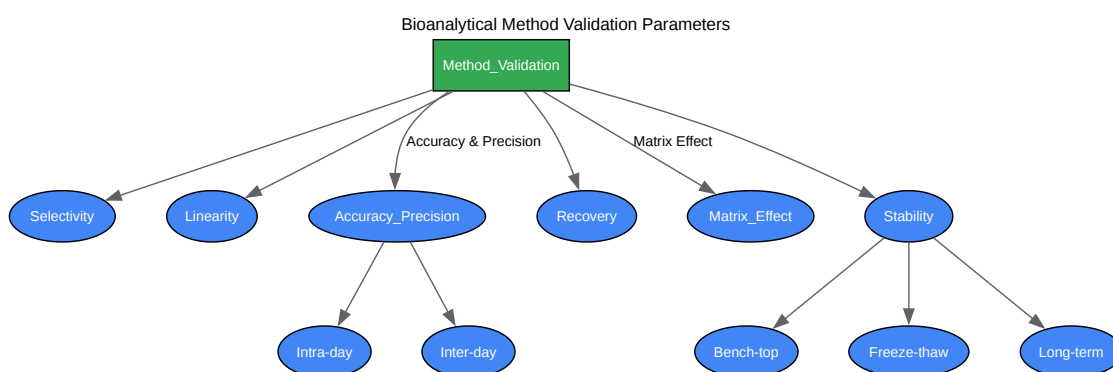 Bioanalytical Method Validation Parameters
Method_Validation
Accuracy & Precision
Matrix Effect
Selectivity
Linearity
Accuracy_Precision
Recovery
Matrix_Effect
Stability
Intra-day
Inter-day
Bench-top
Freeze-thaw
Long-term